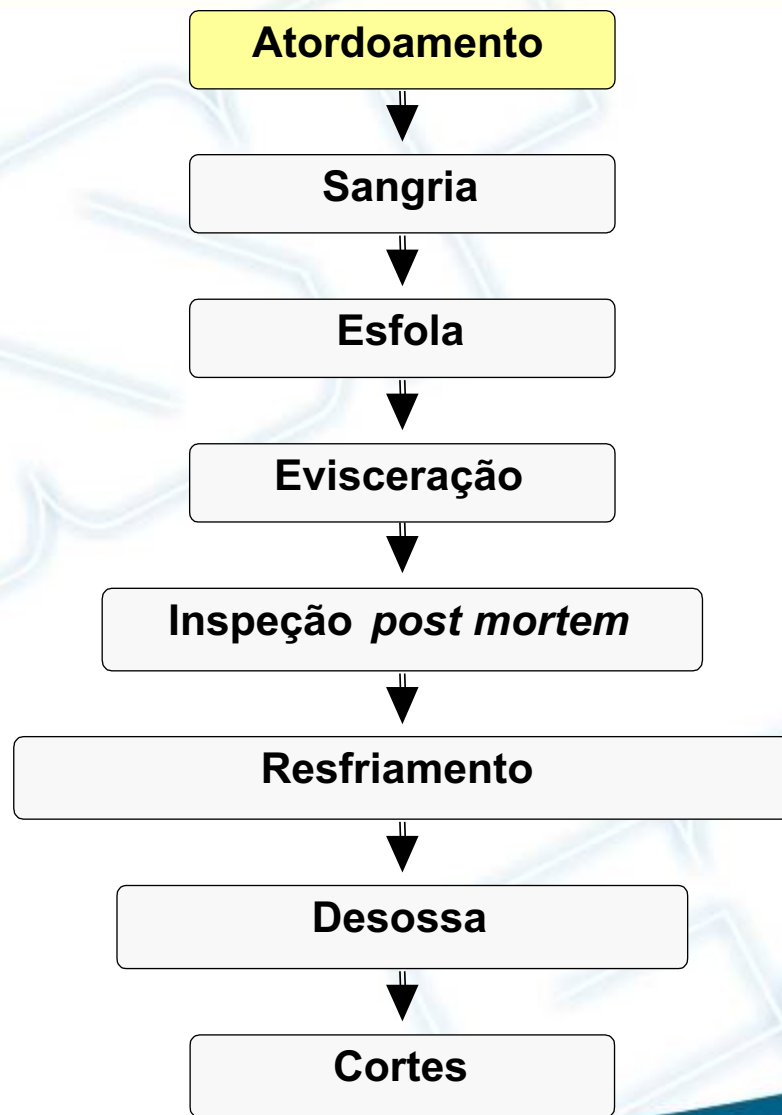 Atordoamento
Sangria
Esfola
Evisceração
Inspeção post mortem
Resfriamento
Desossa
Cortes